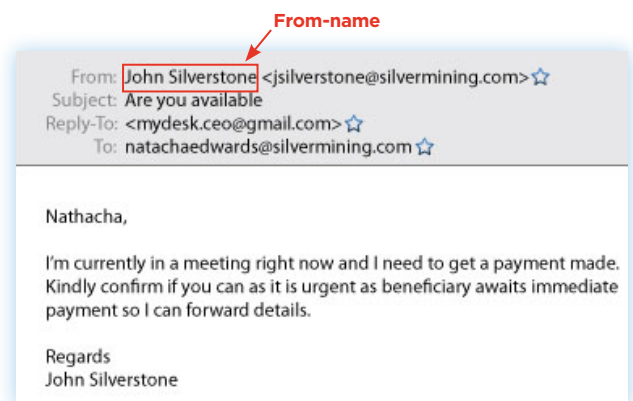 From-name
From: John Silverstone <jsilverstone@silvermining.com>
Subject: Are you available
Reply-To: <mydesk.ceo@gmail.com>
To: natachaedwards@silvermining.com
Nathacha,
I'm currently in a meeting right now and I need to get a payment made.
Kindly confirm if you can as it is urgent as beneficiary awaits immediate
payment so I can forward details.
Regards
John Silverstone